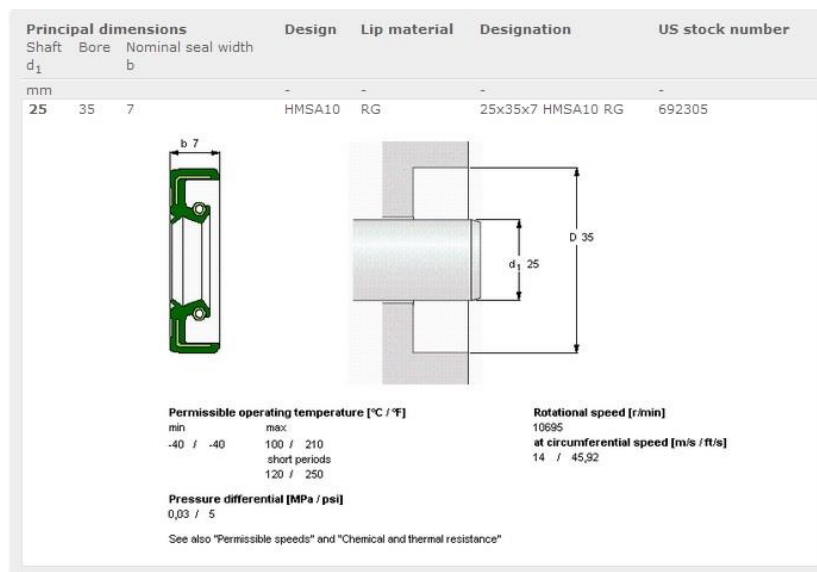 Principal dimensions Design Lip material Designation US stock number
Shaft Bore Nominal seal width
d1 b
mm - - - -
25 35 7 HMSA10 RG 25x35x7 HMSA10 RG 692305
b 7
D 35
d1 25
Permissible operating temperature [°C / °F] Rotational speed [r/min]
min max 10695
-40 / -40 100 / 210 at circumferential speed [m/s / ft/s]
short periods 14 / 45,92
120 / 250
Pressure differential [MPa / psi]
0,03 / 5
See also "Permissible speeds" and "Chemical and thermal resistance"